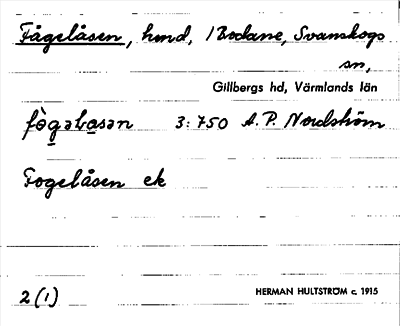 Fågelåsen, hmd, /Bodane, Svanskogs
sn,
Gillbergs hd, Värmlands län
3:750 A. P. Nordström
Fogelåsen ek
2(1) HERMAN HULTSTRÖM c. 1915